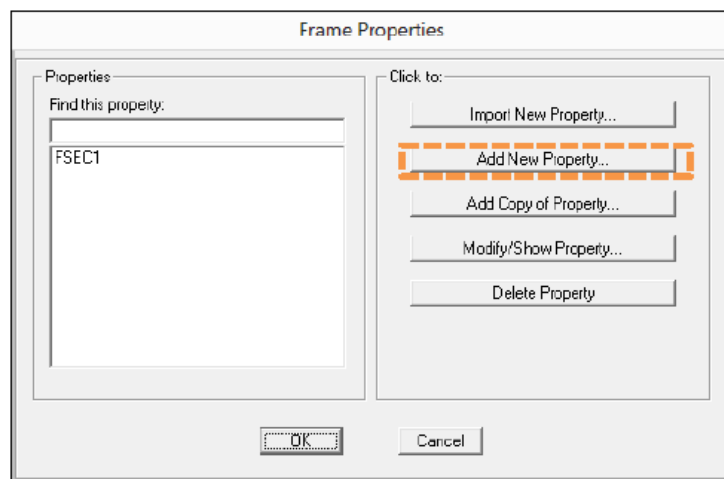 Frame Properties
Properties
Find this property:
FSEC1
Click to:
Import New Property...
Add New Property...
Add Copy of Property...
Modify/Show Property...
Delete Property
OK
Cancel